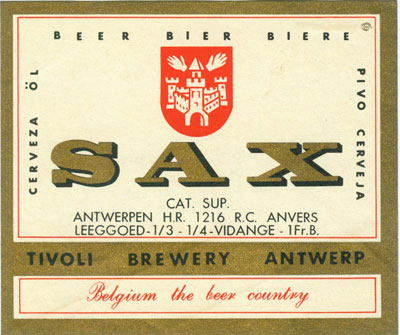 BEER BIER BIERE
CERVEZA ÖL
PIVO CERVEJA
SAX
CAT. SUP.
ANTWERPEN H.R. 1216 R.C. ANVERS
LEEGGOED-1/3 - 1/4-VIDANGE - 1Fr.B.
TIVOLI BREWERY ANTWERP
Belgium the beer country